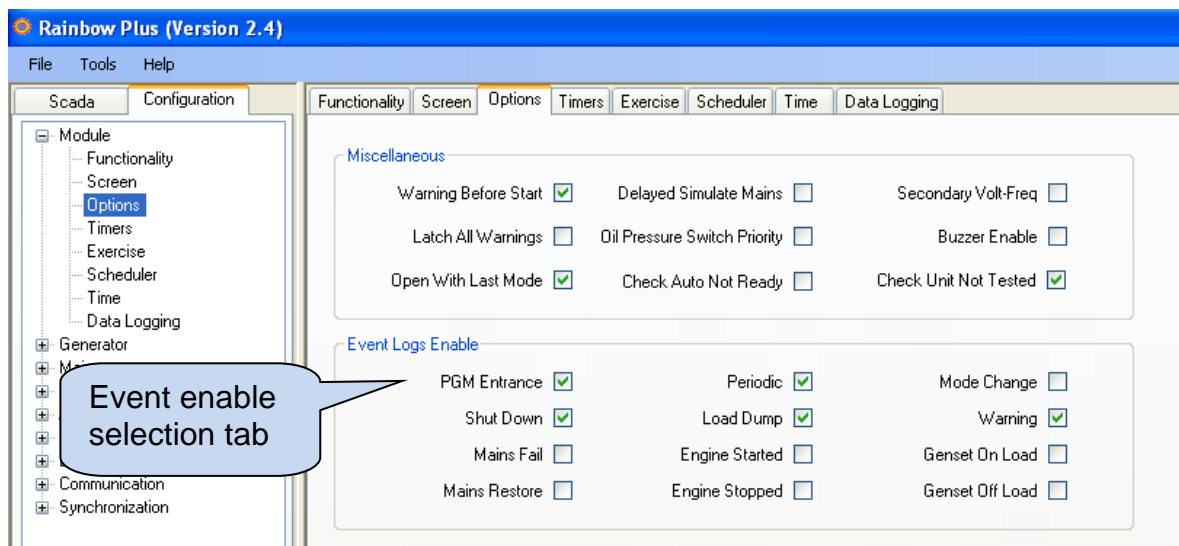 Rainbow Plus (Version 2.4)
File Tools Help
Scada Configuration
Functionality Screen Options Timers Exercise Scheduler Time Data Logging
Module
Functionality
Screen
Options
Timers
Exercise
Scheduler
Time
Data Logging
Generator
Communication
Synchronization
Miscellaneous
Warning Before Start Delayed Simulate Mains Secondary Volt-Freq
Latch All Warnings Oil Pressure Switch Priority Buzzer Enable
Open With Last Mode Check Auto Not Ready Check Unit Not Tested
Event Logs Enable
PGM Entrance Periodic Mode Change
Shut Down Load Dump Warning
Mains Fail Engine Started Genset On Load
Mains Restore Engine Stopped Genset Off Load
Event enable
selection tab